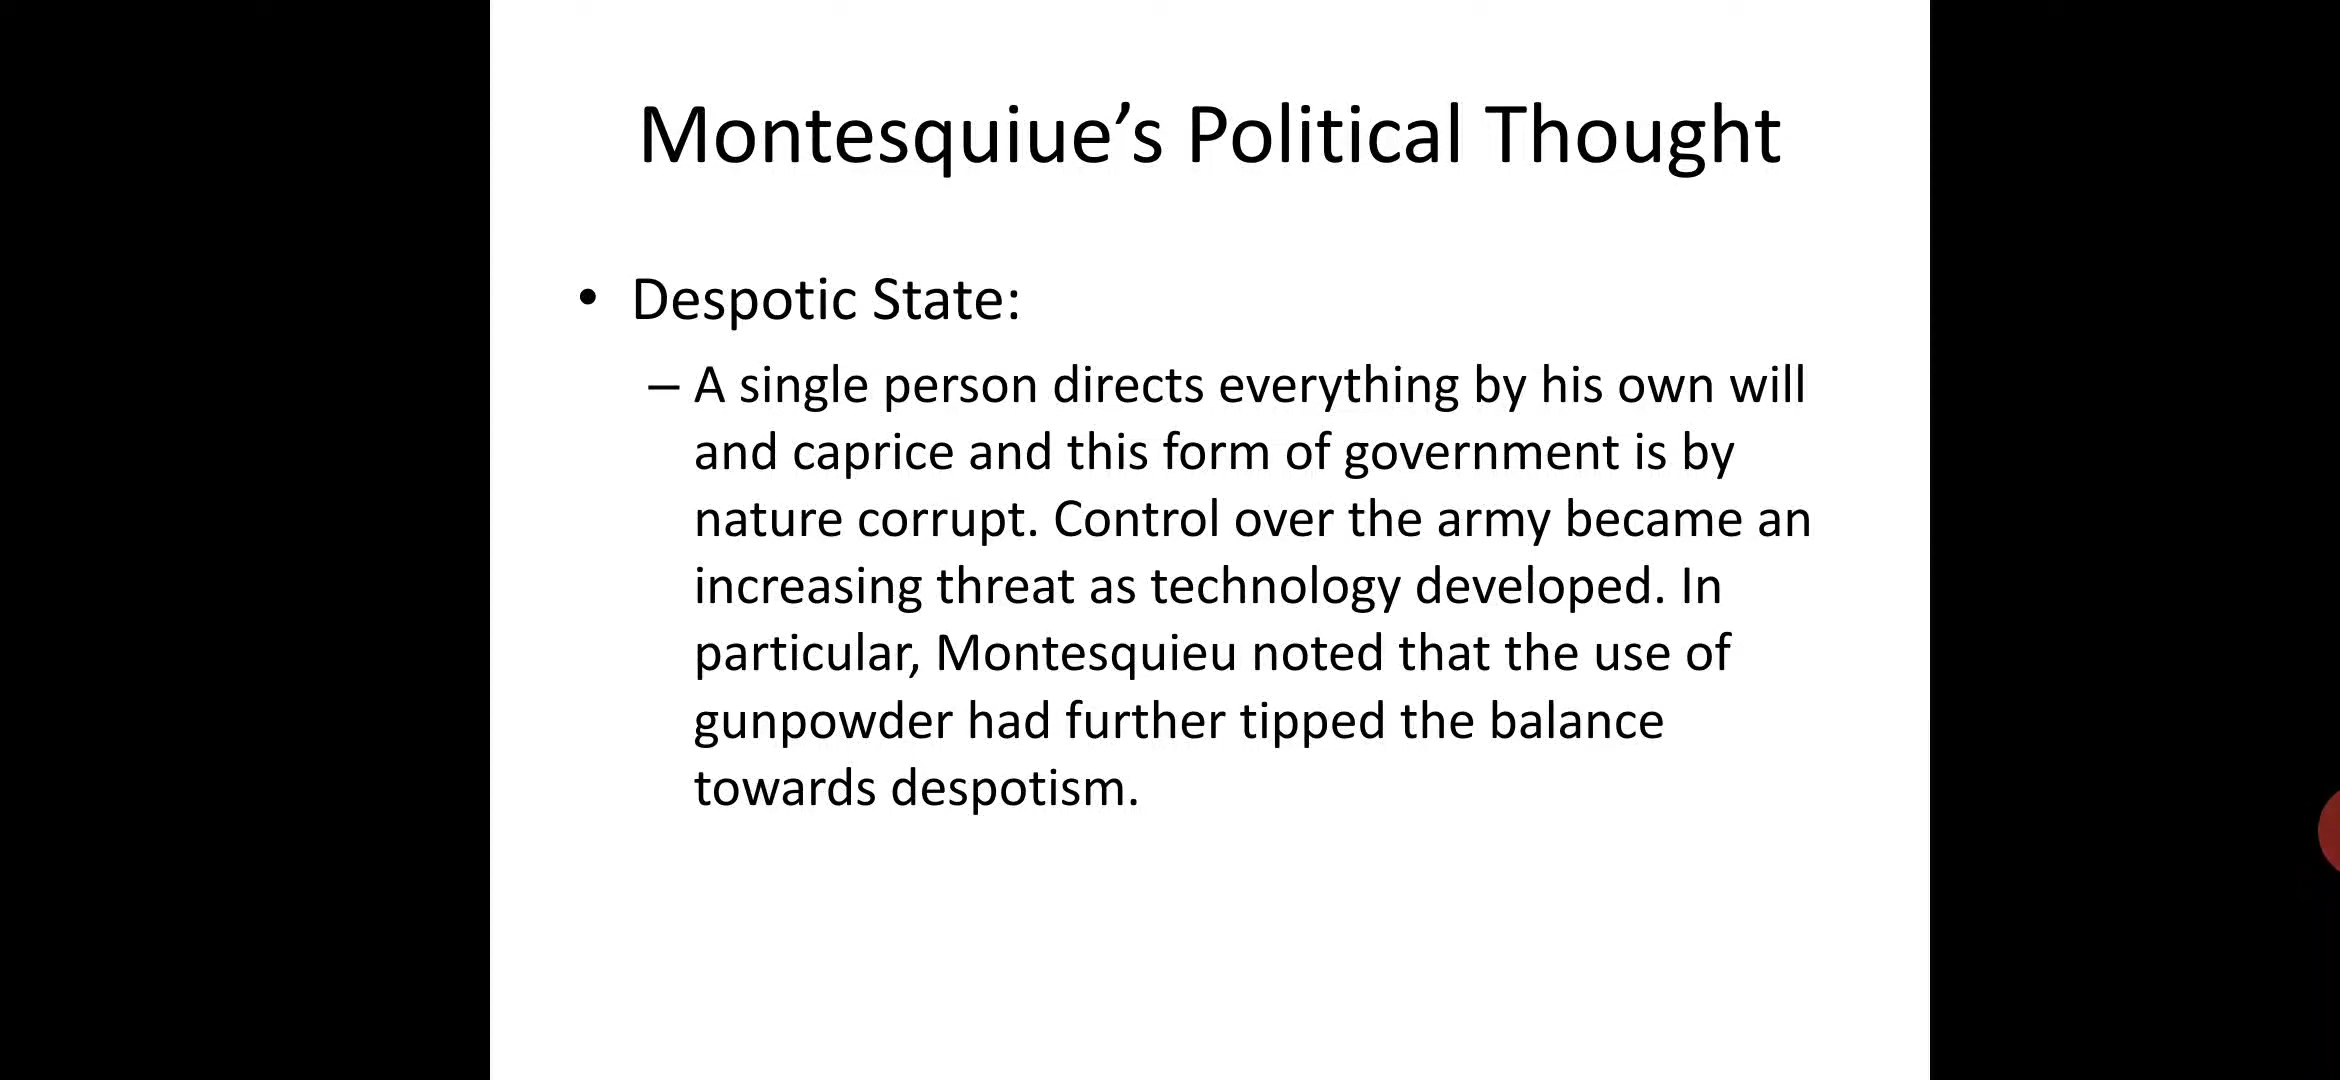 Montesquiue’s Political Thought
• Despotic State:
– A single person directs everything by his own will
and caprice and this form of government is by
nature corrupt. Control over the army became an
increasing threat as technology developed. In
particular, Montesquieu noted that the use of
gunpowder had further tipped the balance
towards despotism.